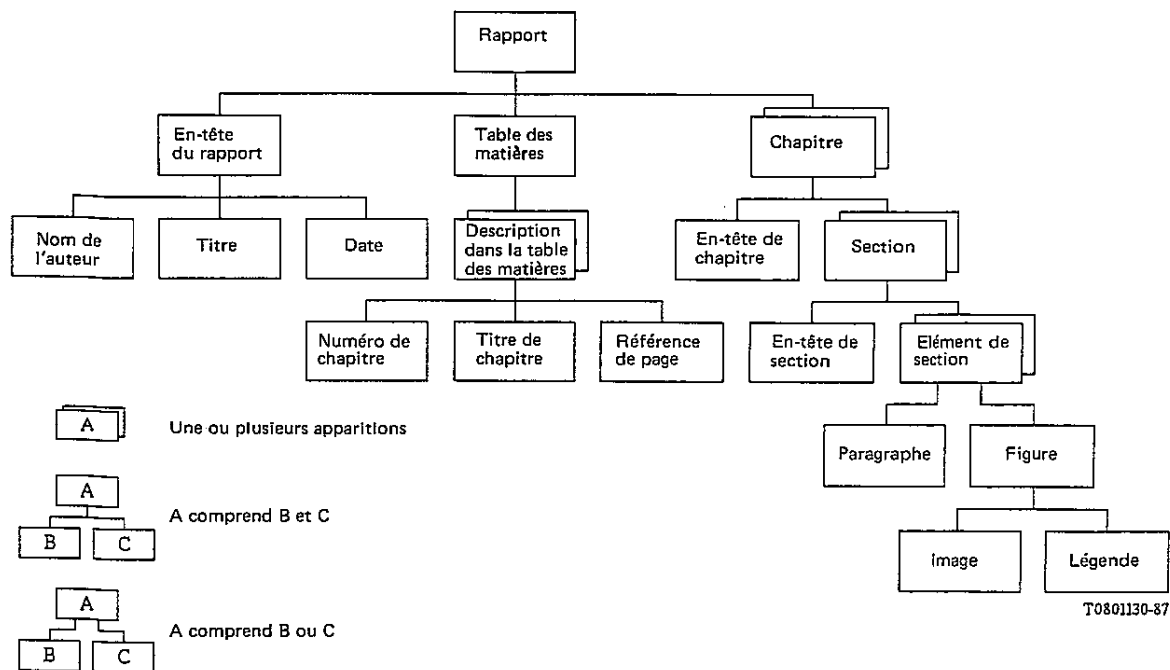 Rapport
En-tête
du rapport
Table des
matières
Chapitre
Nom de
l'auteur
Titre
Date
Description
dans la table
des matières
En-tête de
chapitre
Section
Numéro de
chapitre
Titre de
chapitre
Référence
de page
En-tête de
section
Elément de
section
Paragraphe
Figure
Image
Légende
T0801130-87
A
Une ou plusieurs apparitions
A
B
C
A comprend B et C
A
B
C
A comprend B ou C